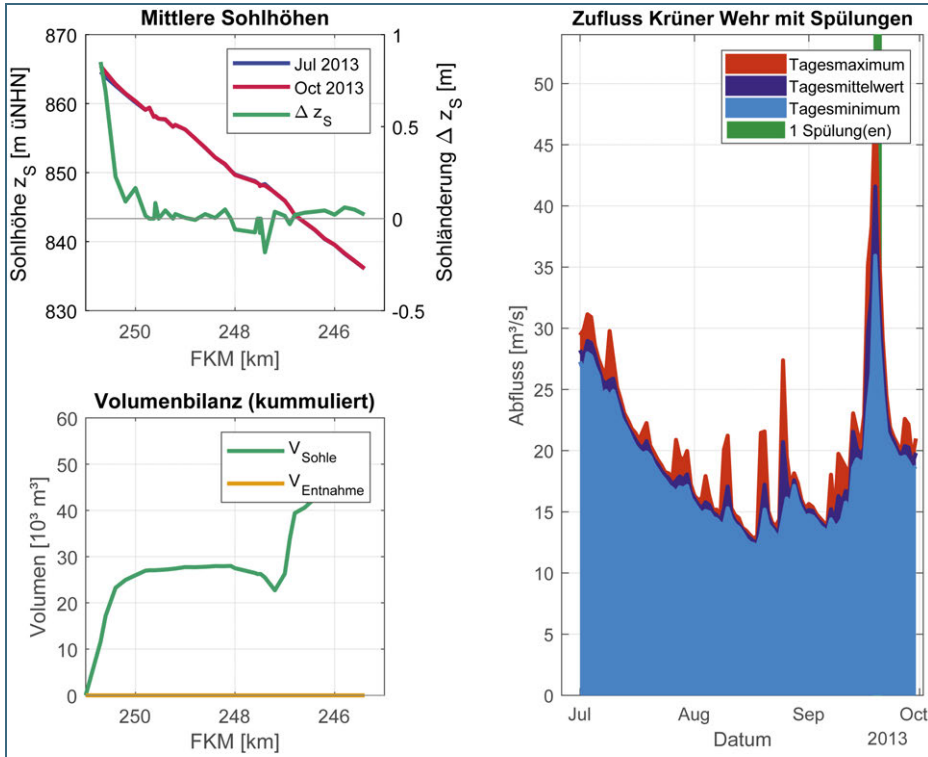 Mittlere Sohlhöhen
Sohlhöhe z_S [m üNHN]
870
860
850
840
830
1
0.5
0
-0.5
Sohländerung Δ z_S [m]
Jul 2013
Oct 2013
Δ z_S
250
248
246
FKM [km]
Volumenbilanz (kummuliert)
Volumen [10³ m³]
60
50
40
30
20
10
0
V_Sohle
V_Entnahme
250
248
246
FKM [km]
Zufluss Krüner Wehr mit Spülungen
Abfluss [m³/s]
50
45
40
35
30
25
20
15
10
5
0
Tagesmaximum
Tagesmittelwert
Tagesminimum
1 Spülung(en)
Jul
Aug
Sep
Oct
Datum
2013